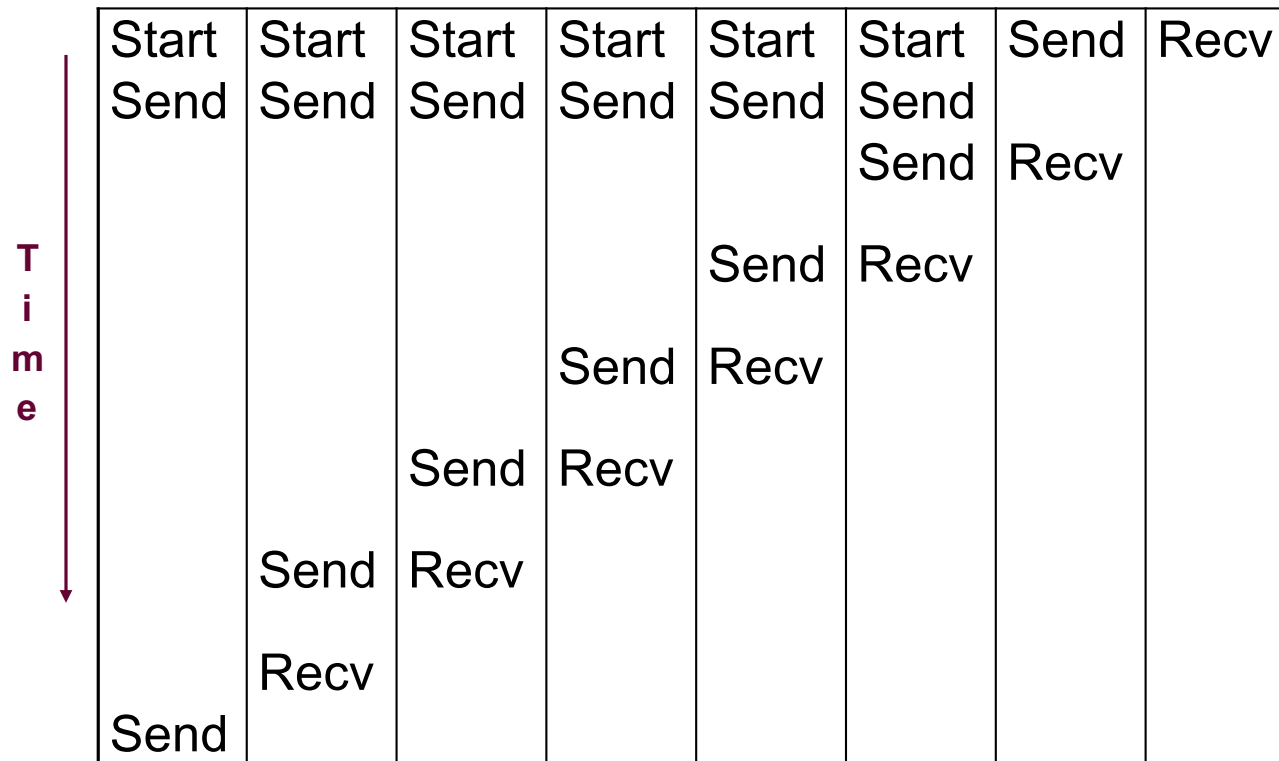 Start Start Start Start Start Start Send Recv
Send Send Send Send Send Send
Send Recv
Send Recv
Send Recv
Send Recv
Send Recv
Recv
Send
T
i
m
e